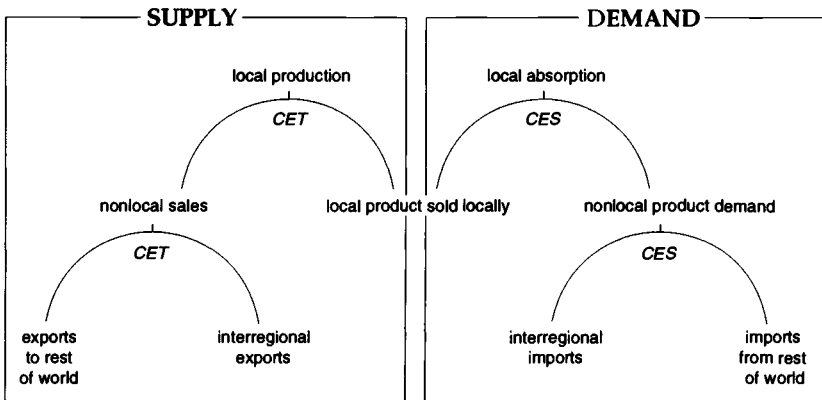 SUPPLY
DEMAND
local production
local absorption
CET
CES
nonlocal sales
local product sold locally
nonlocal product demand
CET
CES
exports
to rest
of world
interregional
exports
interregional
imports
imports
from rest
of world